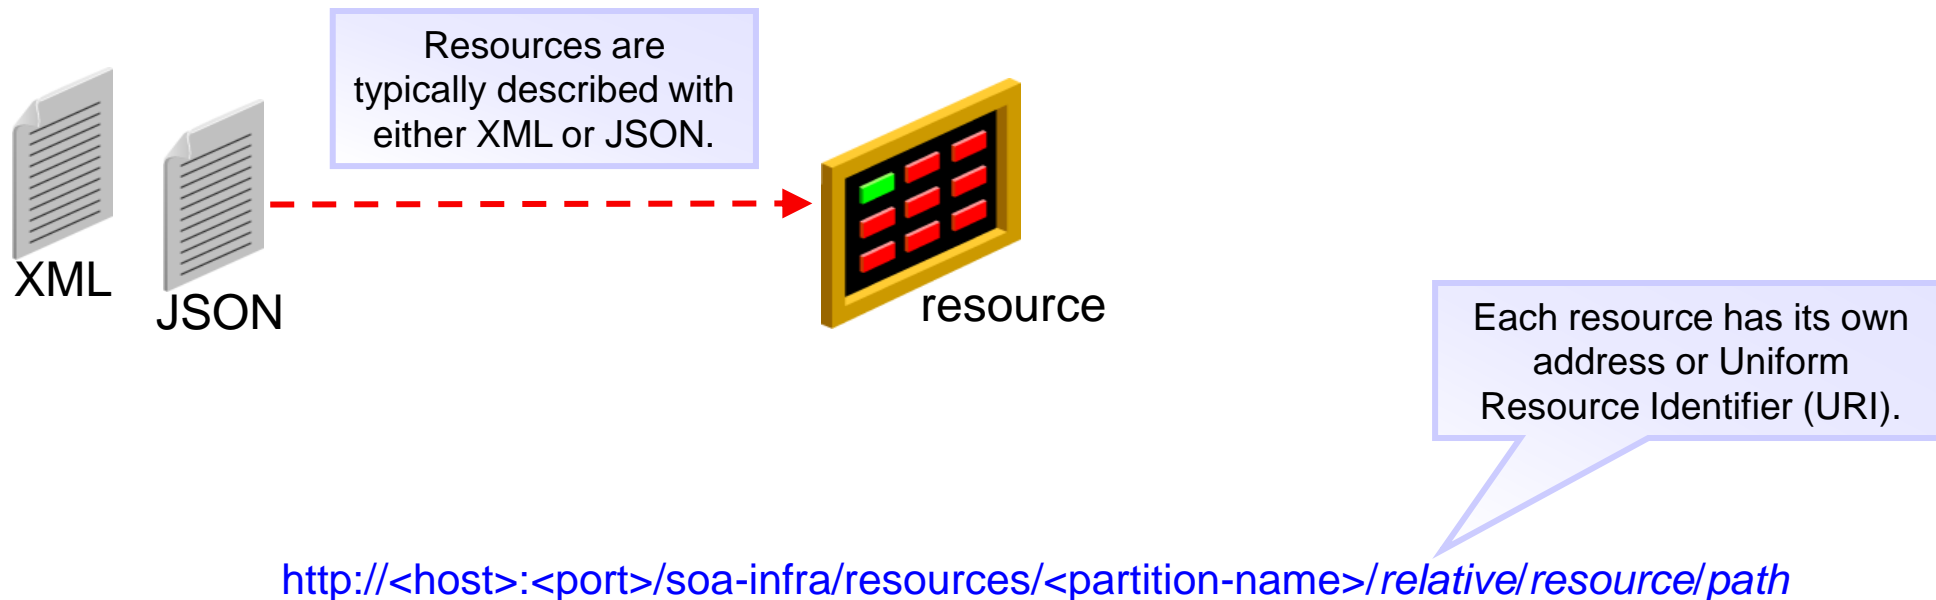 Resources are
typically described with
either XML or JSON.
XML
JSON
resource
Each resource has its own
address or Uniform
Resource Identifier (URI).
http://<host>:<port>/soa-infra/resources/<partition-name>/relative/resource/path